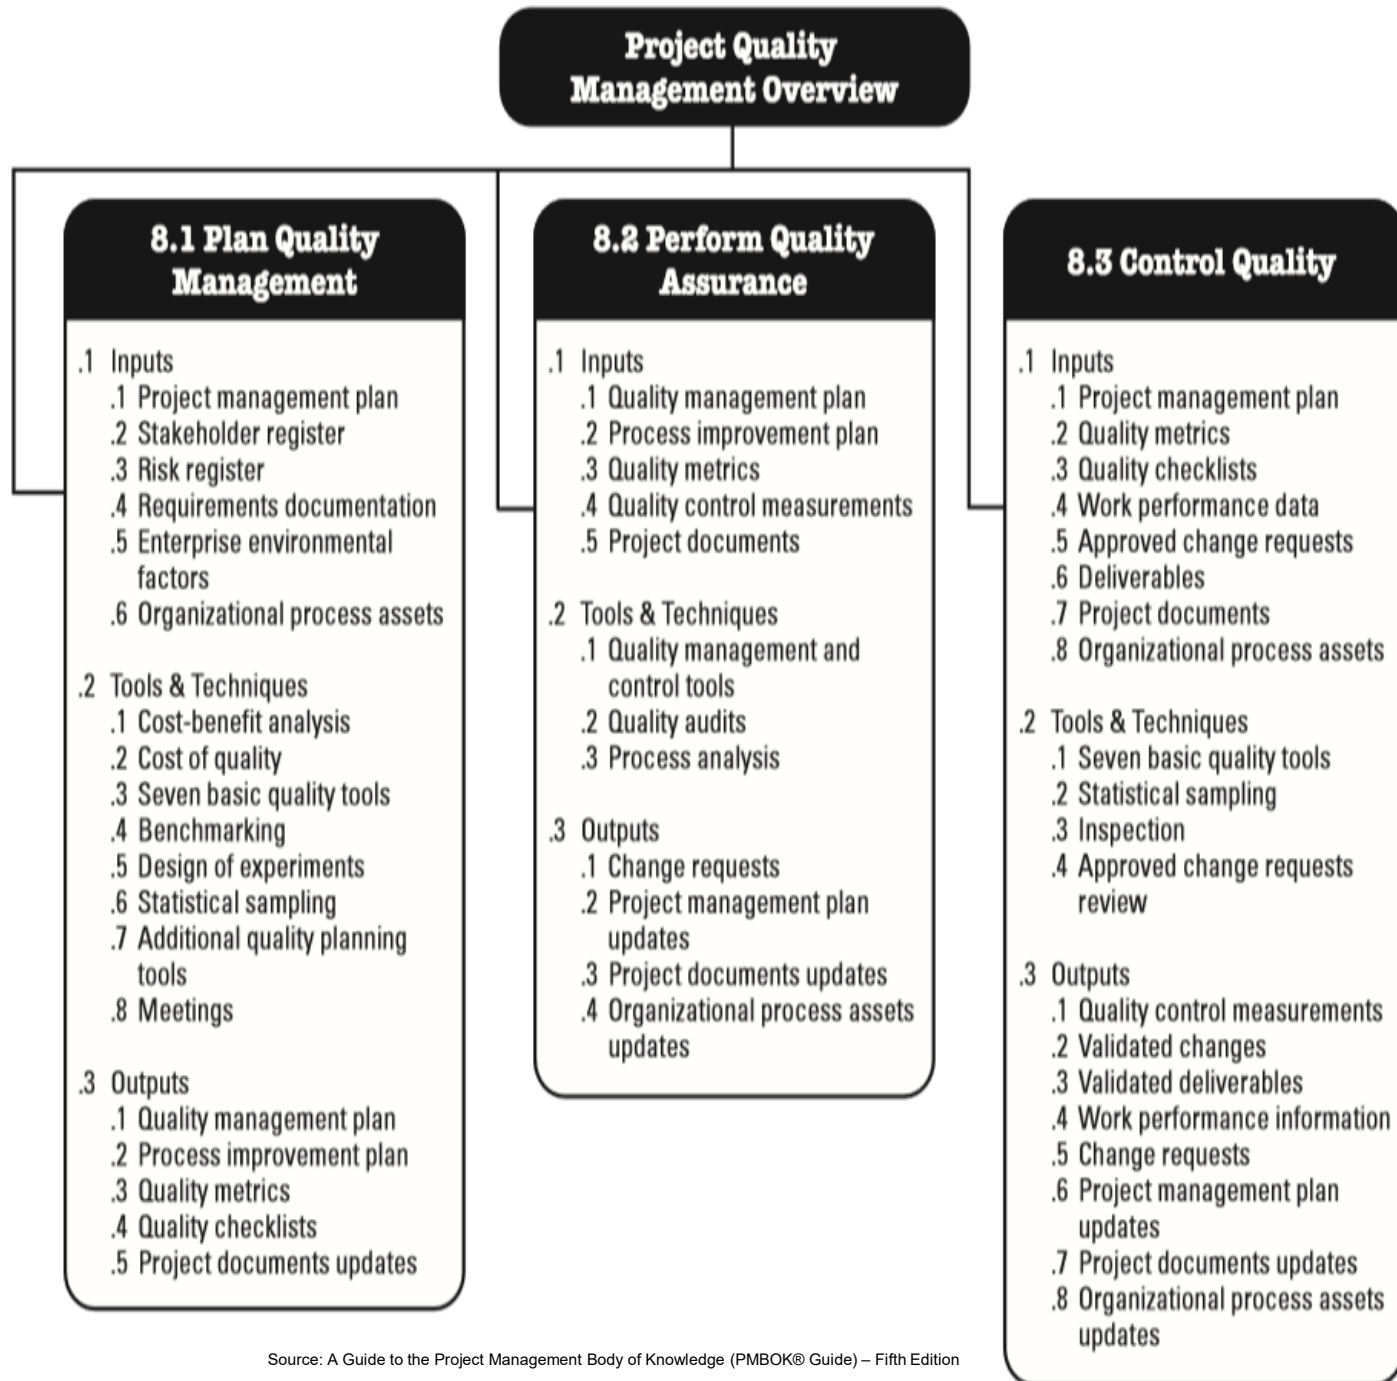 Project Quality
Management Overview
8.1 Plan Quality
Management
.1 Inputs
.1 Project management plan
.2 Stakeholder register
.3 Risk register
.4 Requirements documentation
.5 Enterprise environmental
factors
.6 Organizational process assets
.2 Tools & Techniques
.1 Cost-benefit analysis
.2 Cost of quality
.3 Seven basic quality tools
.4 Benchmarking
.5 Design of experiments
.6 Statistical sampling
.7 Additional quality planning
tools
.8 Meetings
.3 Outputs
.1 Quality management plan
.2 Process improvement plan
.3 Quality metrics
.4 Quality checklists
.5 Project documents updates
8.2 Perform Quality
Assurance
.1 Inputs
.1 Quality management plan
.2 Process improvement plan
.3 Quality metrics
.4 Quality control measurements
.5 Project documents
.2 Tools & Techniques
.1 Quality management and
control tools
.2 Quality audits
.3 Process analysis
.3 Outputs
.1 Change requests
.2 Project management plan
updates
.3 Project documents updates
.4 Organizational process assets
updates
8.3 Control Quality
.1 Inputs
.1 Project management plan
.2 Quality metrics
.3 Quality checklists
.4 Work performance data
.5 Approved change requests
.6 Deliverables
.7 Project documents
.8 Organizational process assets
.2 Tools & Techniques
.1 Seven basic quality tools
.2 Statistical sampling
.3 Inspection
.4 Approved change requests
review
.3 Outputs
.1 Quality control measurements
.2 Validated changes
.3 Validated deliverables
.4 Work performance information
.5 Change requests
.6 Project management plan
updates
.7 Project documents updates
.8 Organizational process assets
updates
Source: A Guide to the Project Management Body of Knowledge (PMBOK® Guide) – Fifth Edition